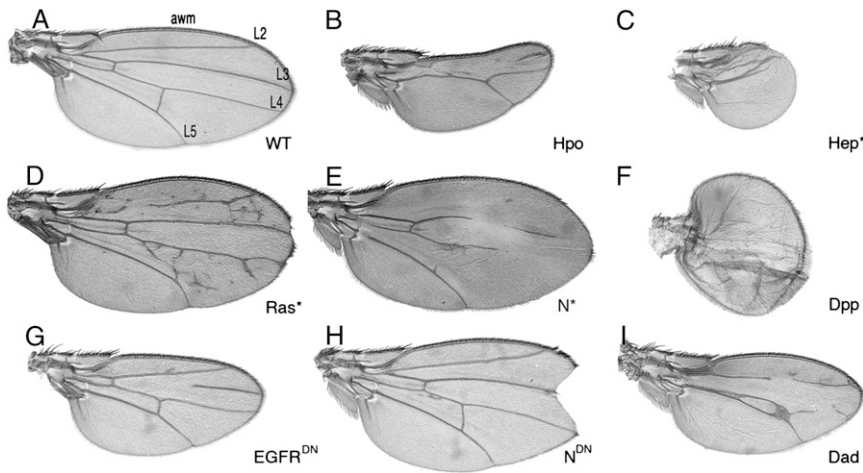 A awm L2
L3
L4
L5
WT
B
Hpo
C
Hep*
D
Ras*
E
N*
F
Dpp
G
EGFR^DN
H
N^DN
I
Dad